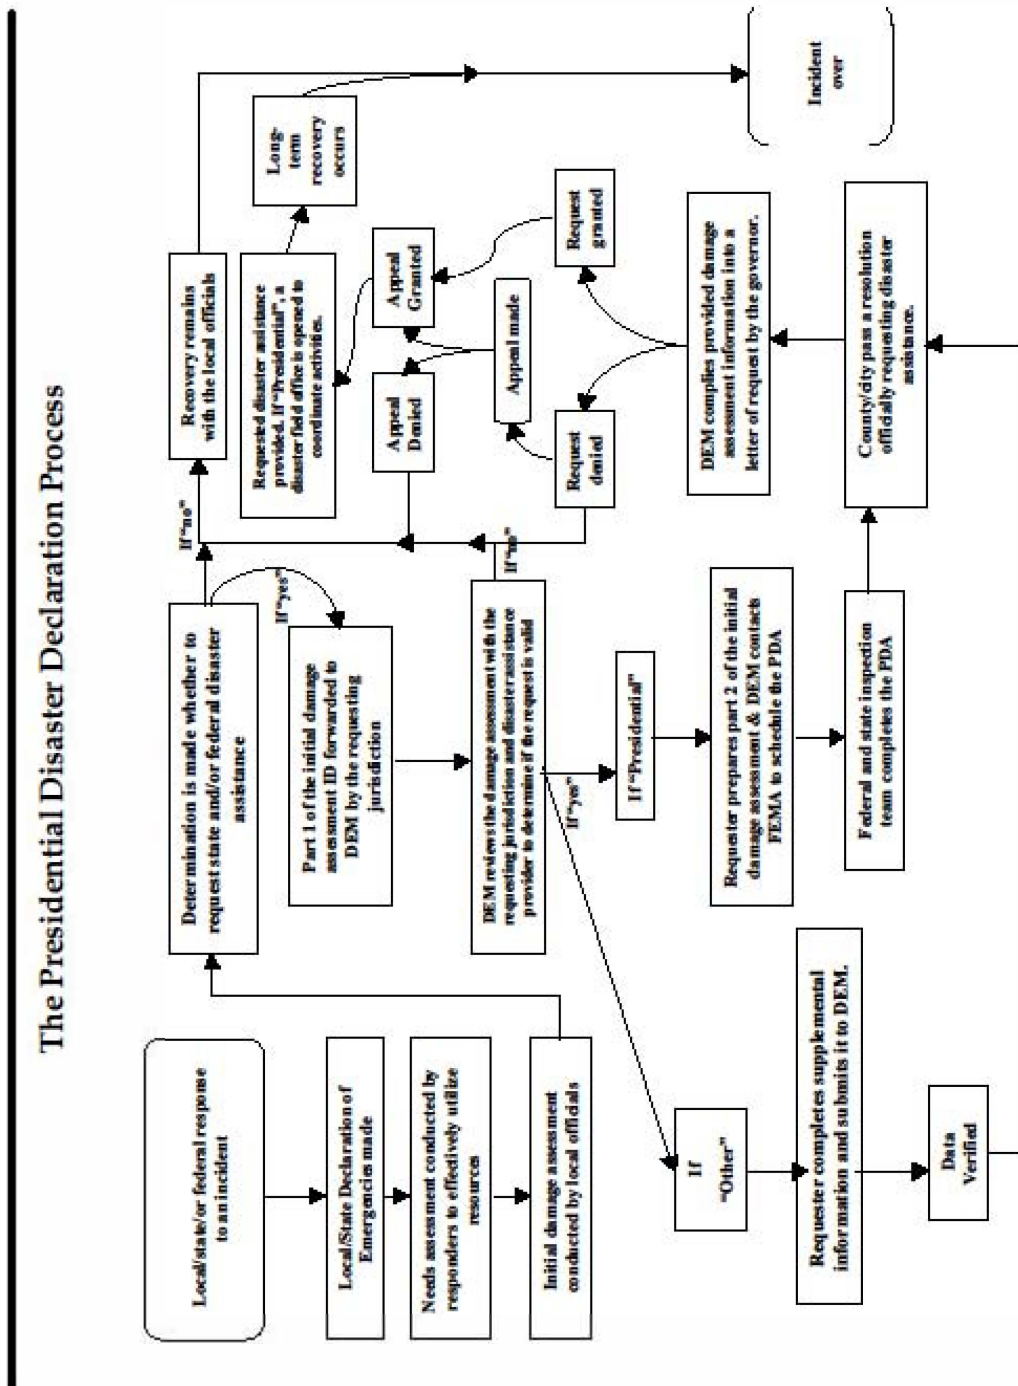 The Presidential Disaster Declaration Process
Local/state/or federal response
to an incident
Local/State Declaration of
Emergencies made
Needs assessment conducted by
responders to effectively utilize
resources
Initial damage assessment
conducted by local officials
Determination is made whether to
request state and/or federal disaster
assistance
If "no"
If "yes"
Part 1 of the initial damage
assessment ID forwarded to
DEM by the requesting
jurisdiction
DEM reviews the damage assessment with the
requesting jurisdiction and disaster assistance
provider to determine if the request is valid
If "no"
If "yes"
If "Presidential"
Requester prepares part 2 of the initial
damage assessment & DEM contacts
FEMA to schedule the PDA
Federal and state inspection
team completes the PDA
If
"Other"
Requester completes supplemental
information and submits it to DEM.
Data
Verified
County/city pass a resolution
officially requesting disaster
assistance.
DEM complies provided damage
assessment information into a
letter of request by the governor.
Request
denied
Request
granted
Appeal made
Appeal
Denied
Appeal
Granted
Requested disaster assistance
provided. If "Presidential", a
disaster field office is opened to
coordinate activities.
Recovery remains
with the local officials
Long-
term
recovery
occurs
Incident
over